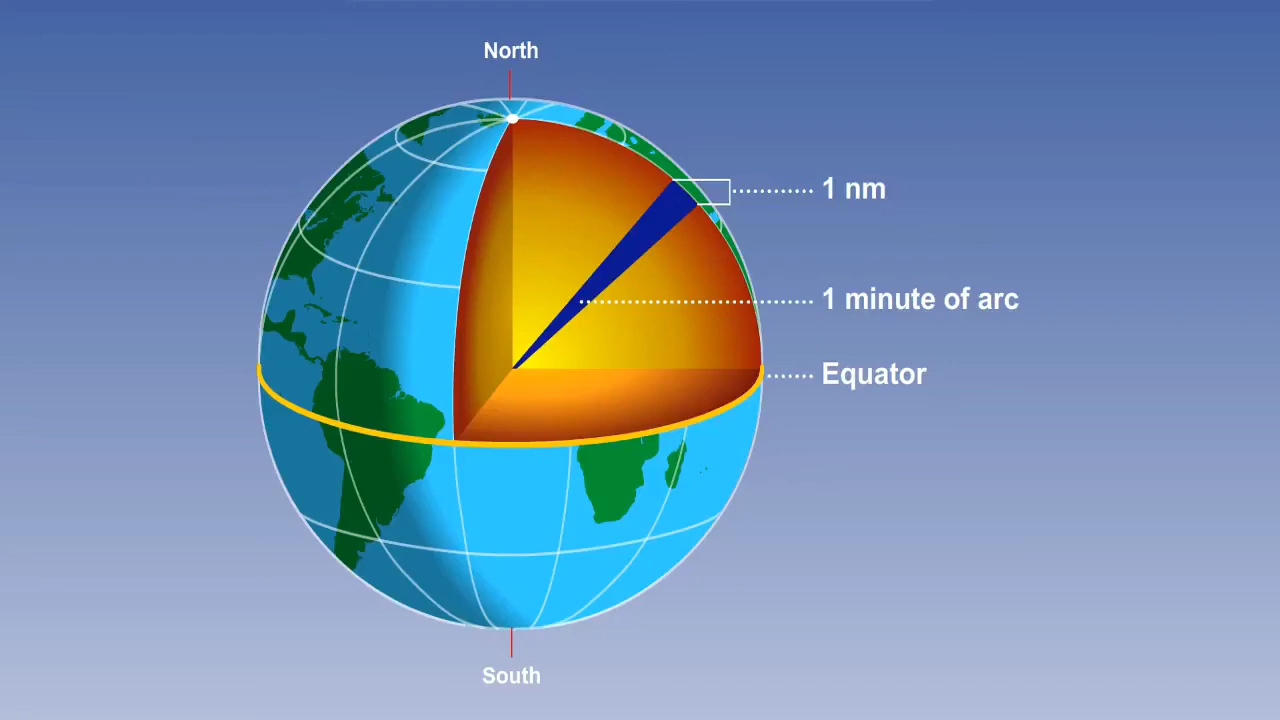 North
1 nm
1 minute of arc
Equator
South